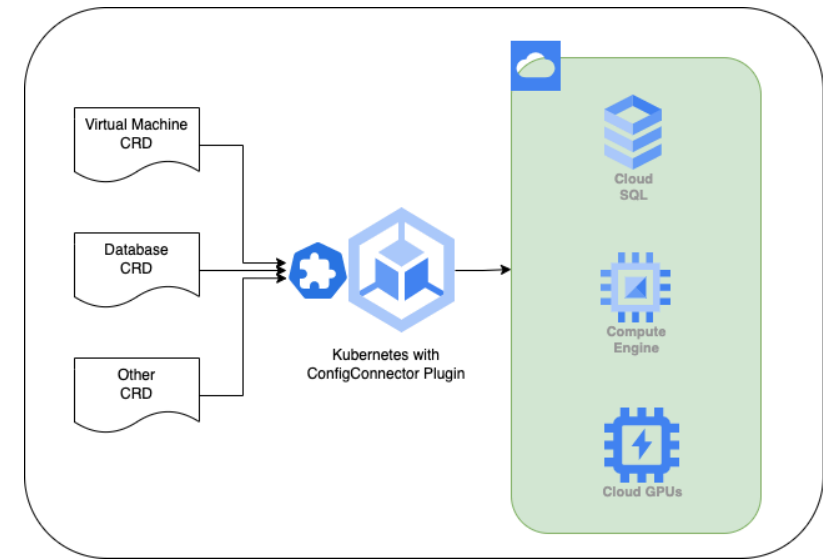 Virtual Machine
CRD
Database
CRD
Other
CRD
Kubernetes with
ConfigConnector Plugin
Cloud
SQL
Compute
Engine
Cloud GPUs